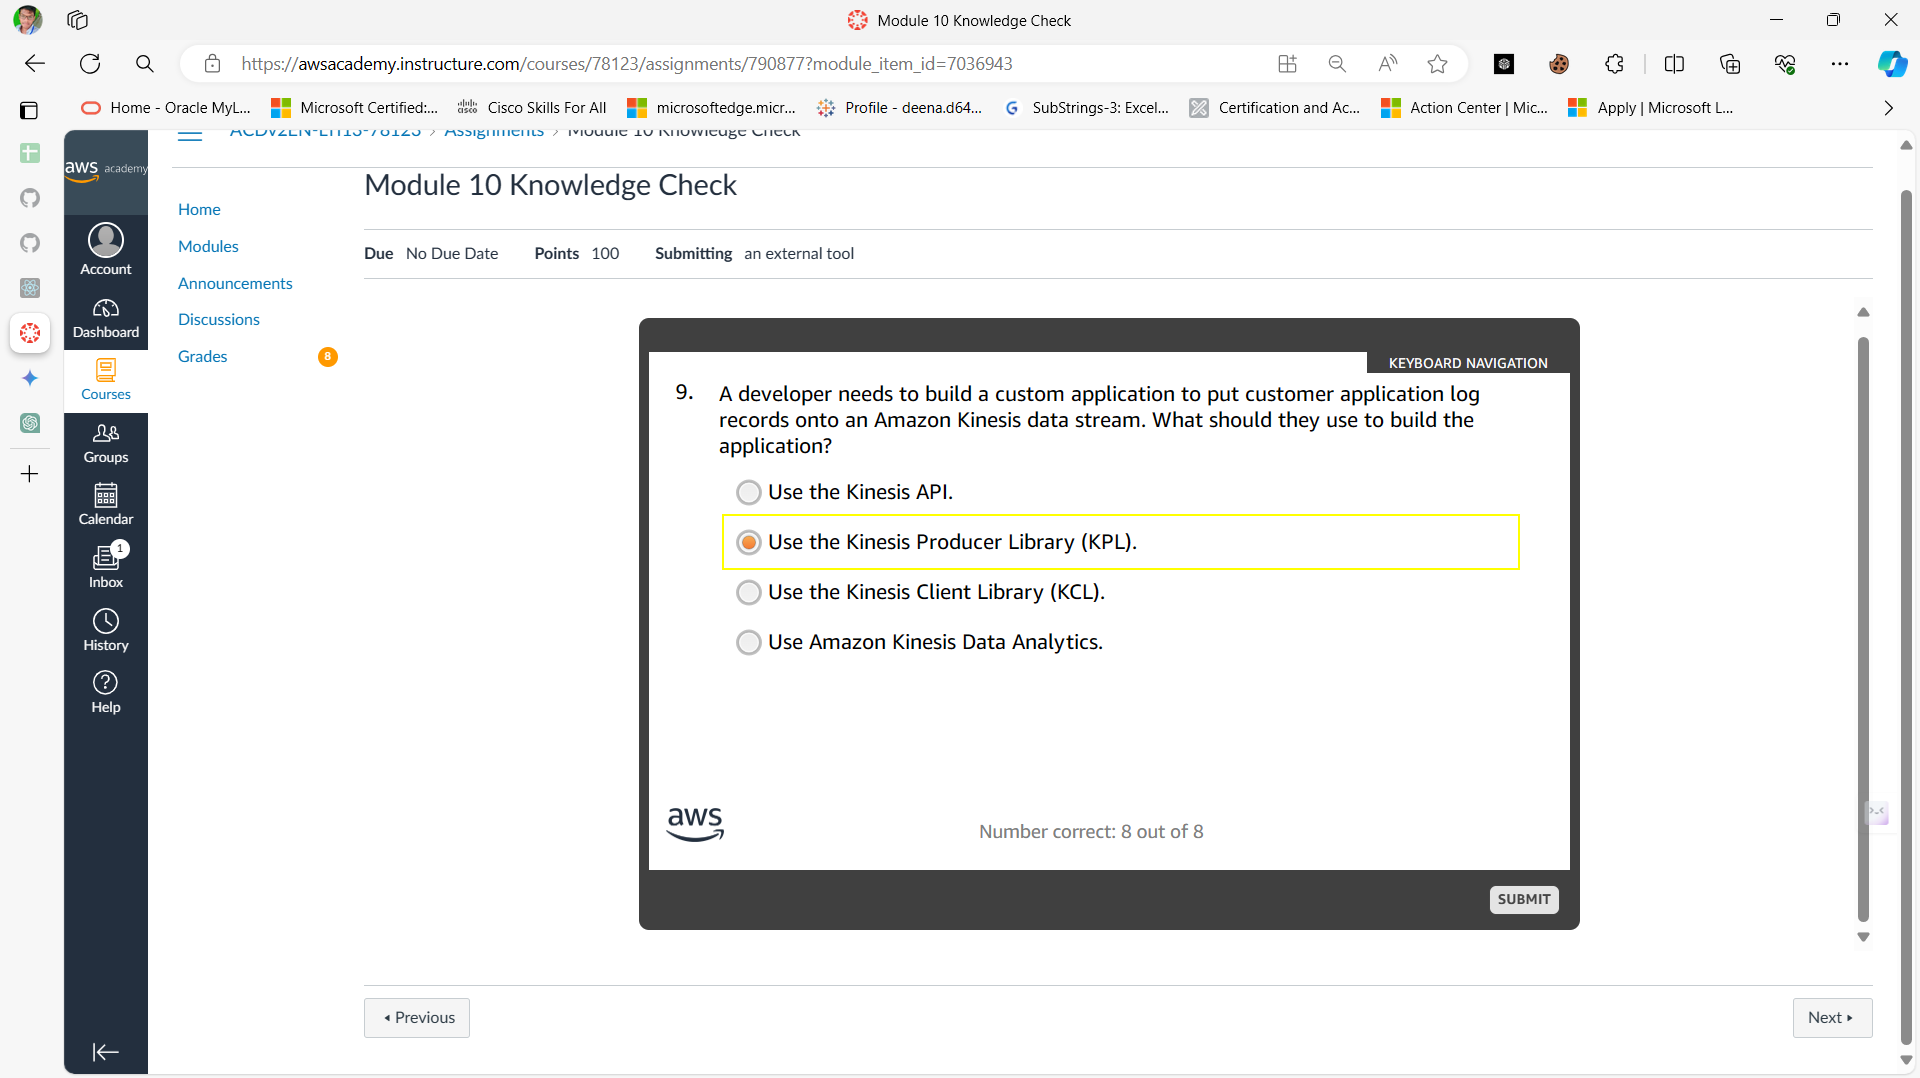 Module 10 Knowledge Check
https://awsacademy.instructure.com/courses/78123/assignments/790877?module_item_id=7036943
Home - Oracle MyL...
Microsoft Certified:...
Cisco Skills For All
microsoftedge.micr...
Profile - deena.d64...
SubStrings-3: Excel...
Certification and Ac...
Action Center | Mic...
Apply | Microsoft L...
ACDv2EN-LTI13-78123 › Assignments › Module 10 Knowledge Check
aws academy
Account
Dashboard
Courses
Groups
Calendar
1
Inbox
History
Help
Home
Modules
Announcements
Discussions
Grades
8
Module 10 Knowledge Check
Due No Due Date Points 100 Submitting an external tool
KEYBOARD NAVIGATION
9. A developer needs to build a custom application to put customer application log
records onto an Amazon Kinesis data stream. What should they use to build the
application?
Use the Kinesis API.
Use the Kinesis Producer Library (KPL).
Use the Kinesis Client Library (KCL).
Use Amazon Kinesis Data Analytics.
aws
Number correct: 8 out of 8
SUBMIT
Previous
Next